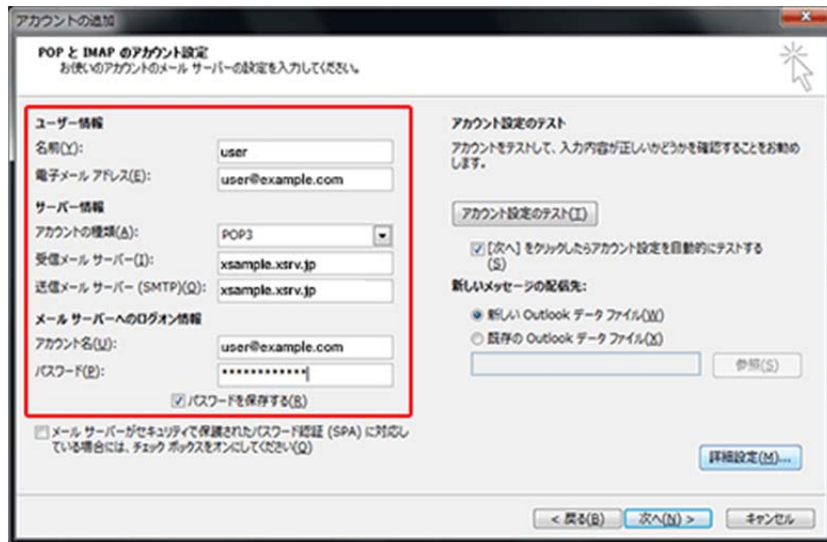 アカウントの追加
POP と IMAP のアカウント設定
お使いのアカウントのメール サーバーの設定を入力してください。
ユーザー情報
名前(Y):
user
電子メール アドレス(E):
user@example.com
サーバー情報
アカウントの種類(A):
POP3
受信メール サーバー(I):
xsample.xsrv.jp
送信メール サーバー (SMTP)(O):
xsample.xsrv.jp
メール サーバーへのログオン情報
アカウント名(U):
user@example.com
パスワード(P):
************
パスワードを保存する(R)
メール サーバーがセキュリティで保護されたパスワード認証 (SPA) に対応し
ている場合には、チェック ボックスをオンにしてください(Q)
アカウント設定のテスト
アカウントをテストして、入力内容が正しいかどうかを確認することをお勧め
します。
アカウント設定のテスト(T)
[次へ] をクリックしたらアカウント設定を自動的にテストする
(S)
新しいメッセージの配信先:
新しい Outlook データ ファイル(W)
既存の Outlook データ ファイル(X)
参照(S)
詳細設定(M)...
< 戻る(B)
次へ(N) >
キャンセル